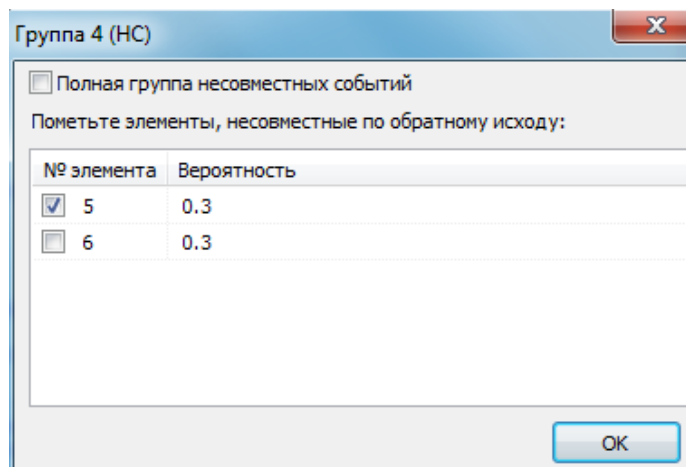 Группа 4 (НС)
Полная группа несовместных событий
Пометьте элементы, несовместные по обратному исходу:
№ элемента Вероятность
5 0.3
6 0.3
ОК